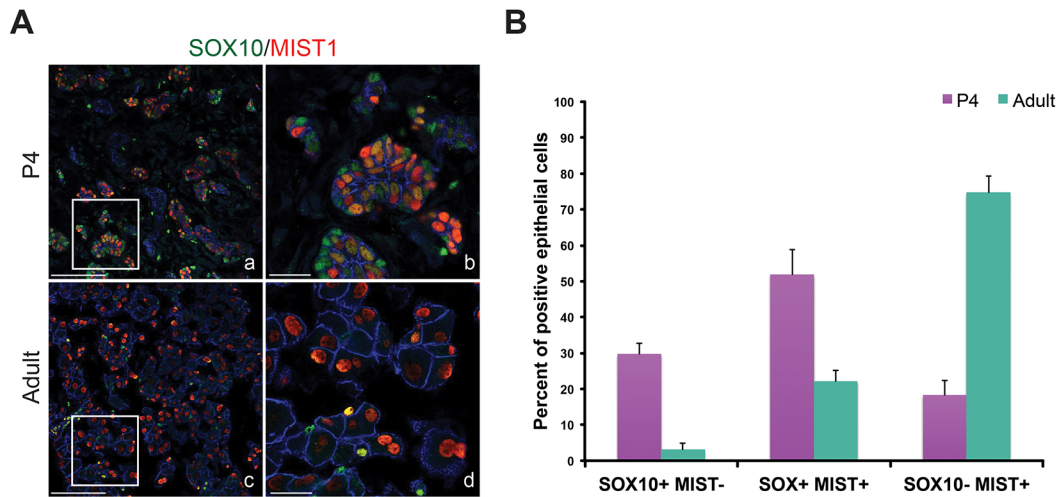 A
SOX10/MIST1
P4
a
b
Adult
c
d
B
P4
Adult
Percent of positive epithelial cells
100
90
80
70
60
50
40
30
20
10
0
SOX10+ MIST-
SOX+ MIST+
SOX10- MIST+